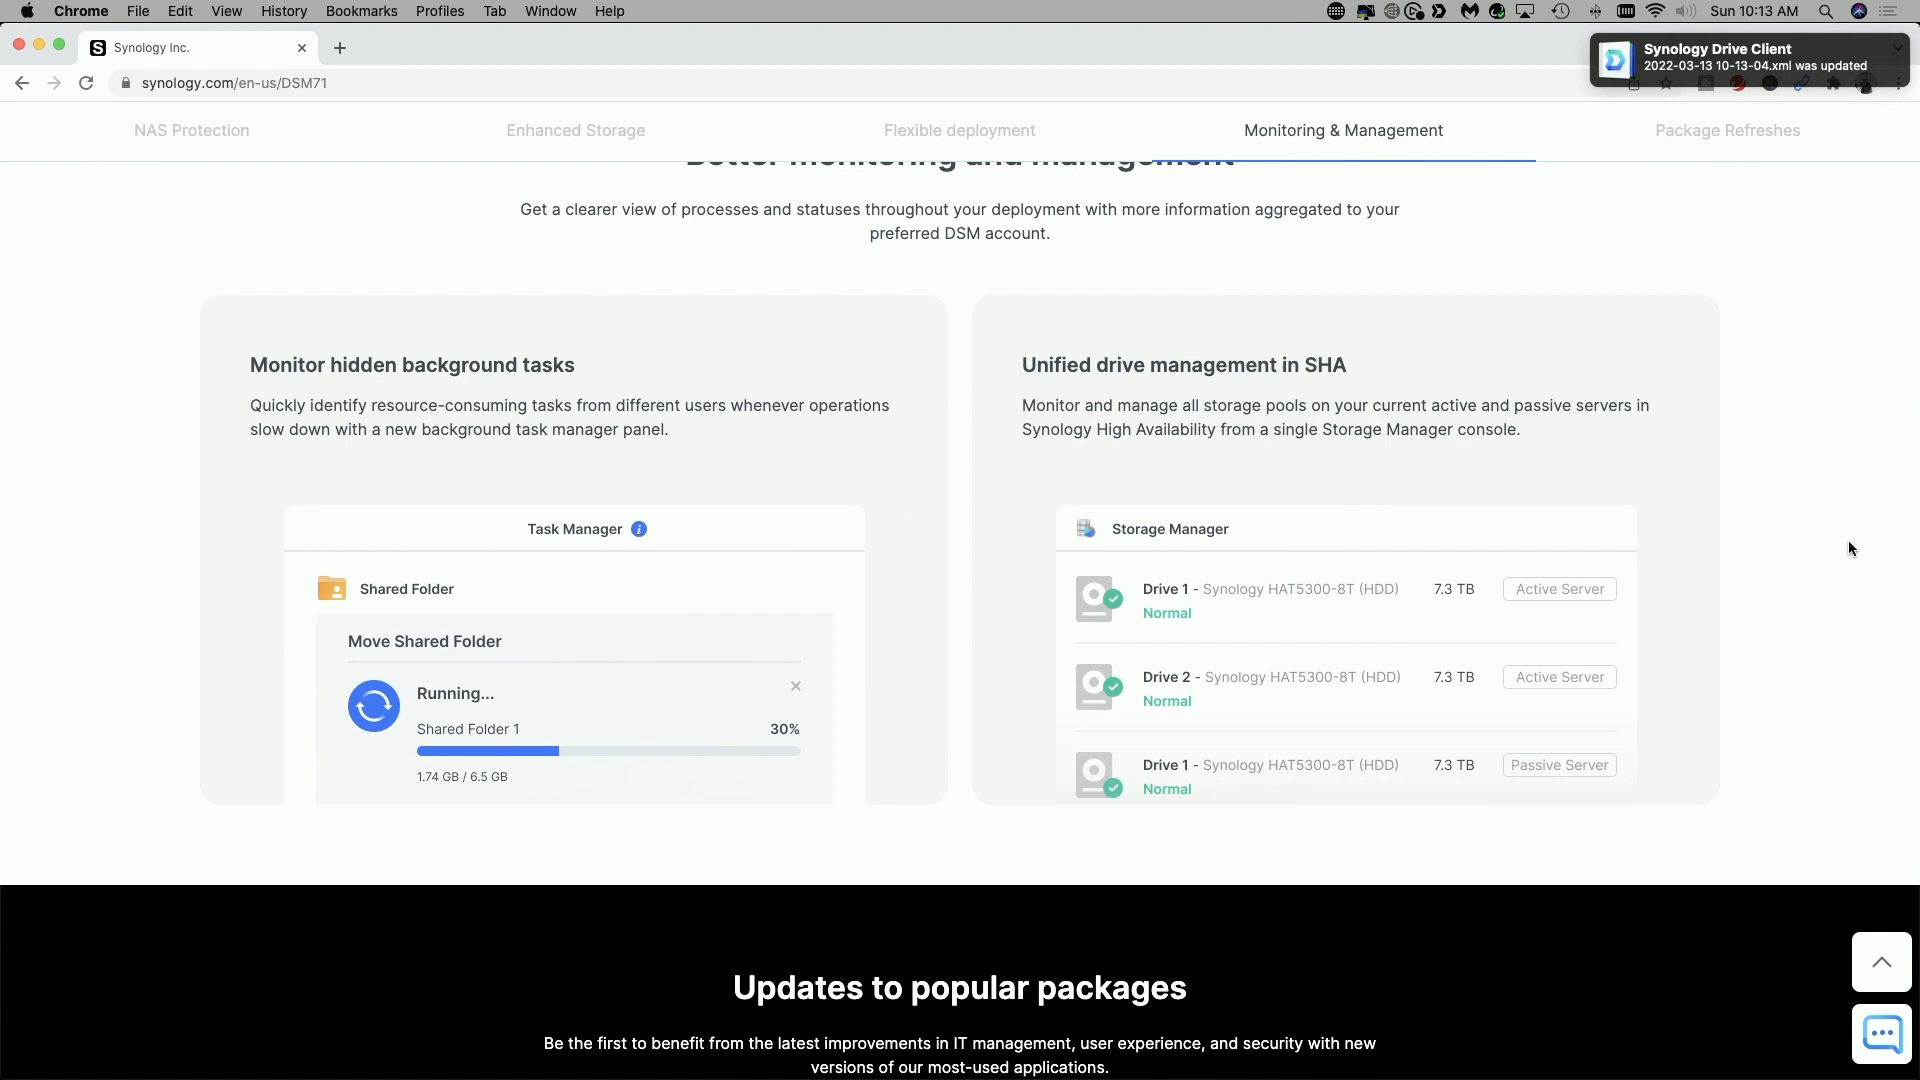 Chrome File Edit View History Bookmarks Profiles Tab Window Help Sun 10:13 AM
Synology Inc.
Synology Drive Client
2022-03-13 10-13-04.xml was updated
synology.com/en-us/DSM71
NAS Protection Enhanced Storage Flexible deployment Monitoring & Management Package Refreshes
Better monitoring and management
Get a clearer view of processes and statuses throughout your deployment with more information aggregated to your
preferred DSM account.
Monitor hidden background tasks
Quickly identify resource-consuming tasks from different users whenever operations
slow down with a new background task manager panel.
Task Manager
Shared Folder
Move Shared Folder
Running...
Shared Folder 1 30%
1.74 GB / 6.5 GB
Unified drive management in SHA
Monitor and manage all storage pools on your current active and passive servers in
Synology High Availability from a single Storage Manager console.
Storage Manager
Drive 1 - Synology HAT5300-8T (HDD) 7.3 TB Active Server
Normal
Drive 2 - Synology HAT5300-8T (HDD) 7.3 TB Active Server
Normal
Drive 1 - Synology HAT5300-8T (HDD) 7.3 TB Passive Server
Normal
Updates to popular packages
Be the first to benefit from the latest improvements in IT management, user experience, and security with new
versions of our most-used applications.